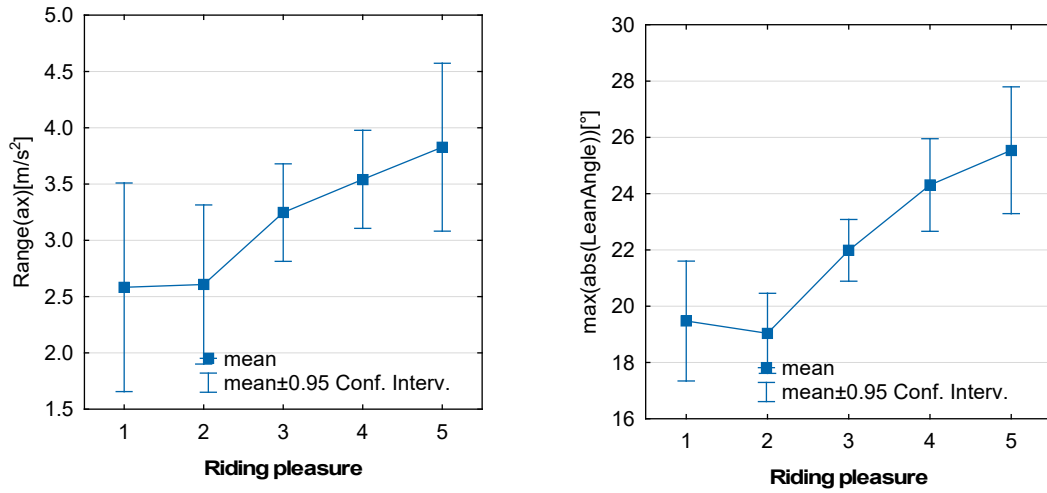 5.0
4.5
4.0
3.5
3.0
2.5
2.0
1.5
Range(ax)[m/s²]
mean
mean±0.95 Conf. Interv.
1 2 3 4 5
Riding pleasure
30
28
26
24
22
20
18
16
max(abs(LeanAngle))[°]
mean
mean±0.95 Conf. Interv.
1 2 3 4 5
Riding pleasure